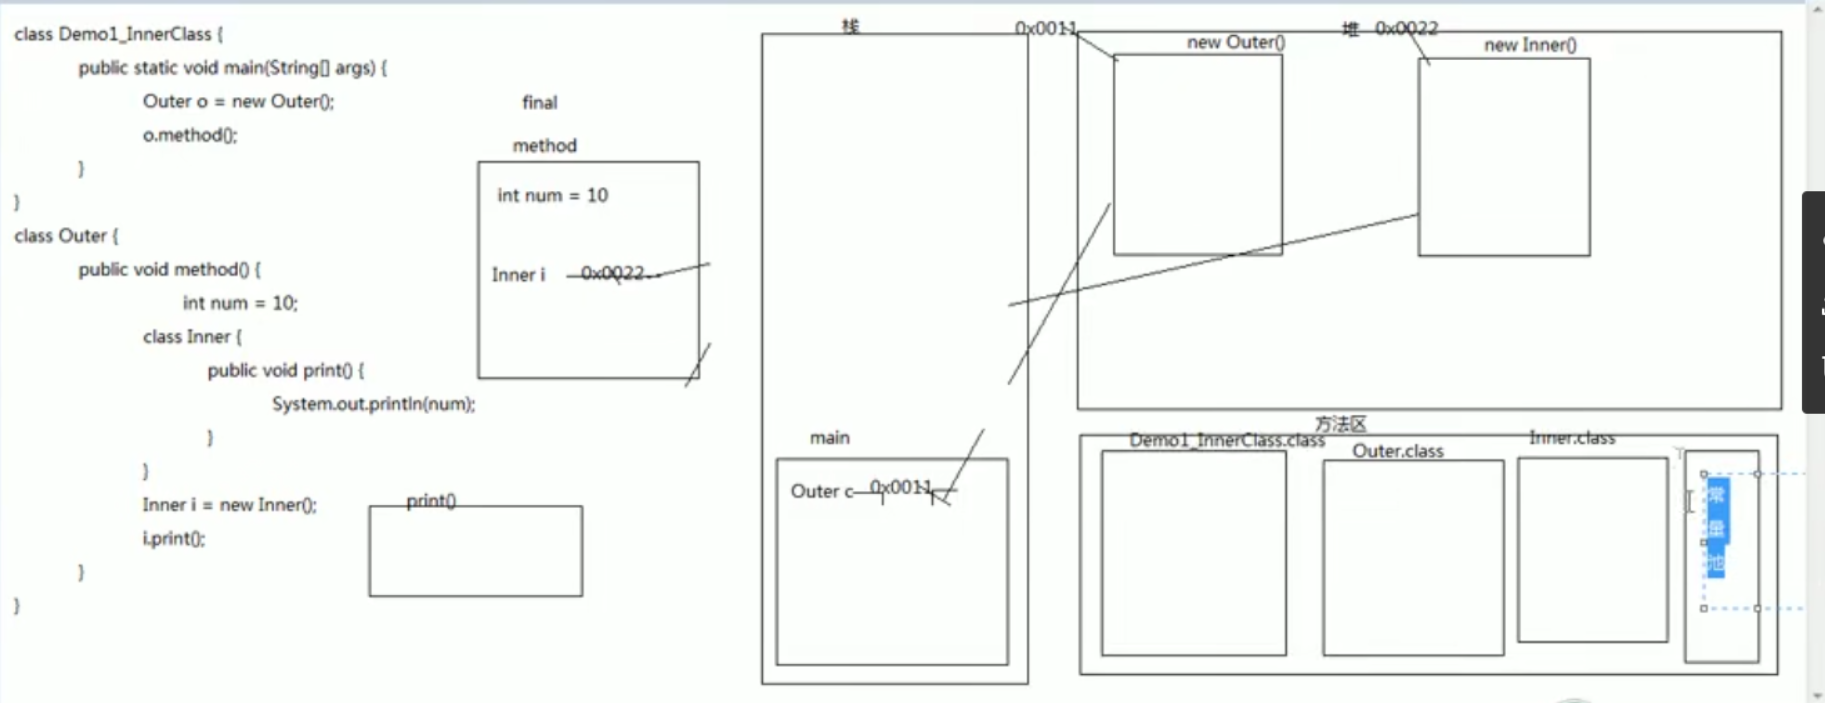 class Demo1_InnerClass {
public static void main(String[] args) {
Outer o = new Outer();
o.method();
}
}
class Outer {
public void method() {
int num = 10;
class Inner {
public void print() {
System.out.println(num);
}
}
Inner i = new Inner();
i.print();
}
}
final
method
int num = 10
Inner i 0x0022
print()
栈
main
Outer c 0x0011
0x0011
堆 0x0022
new Outer()
new Inner()
方法区
Demo1_InnerClass.class
Outer.class
Inner.class
常
量
池